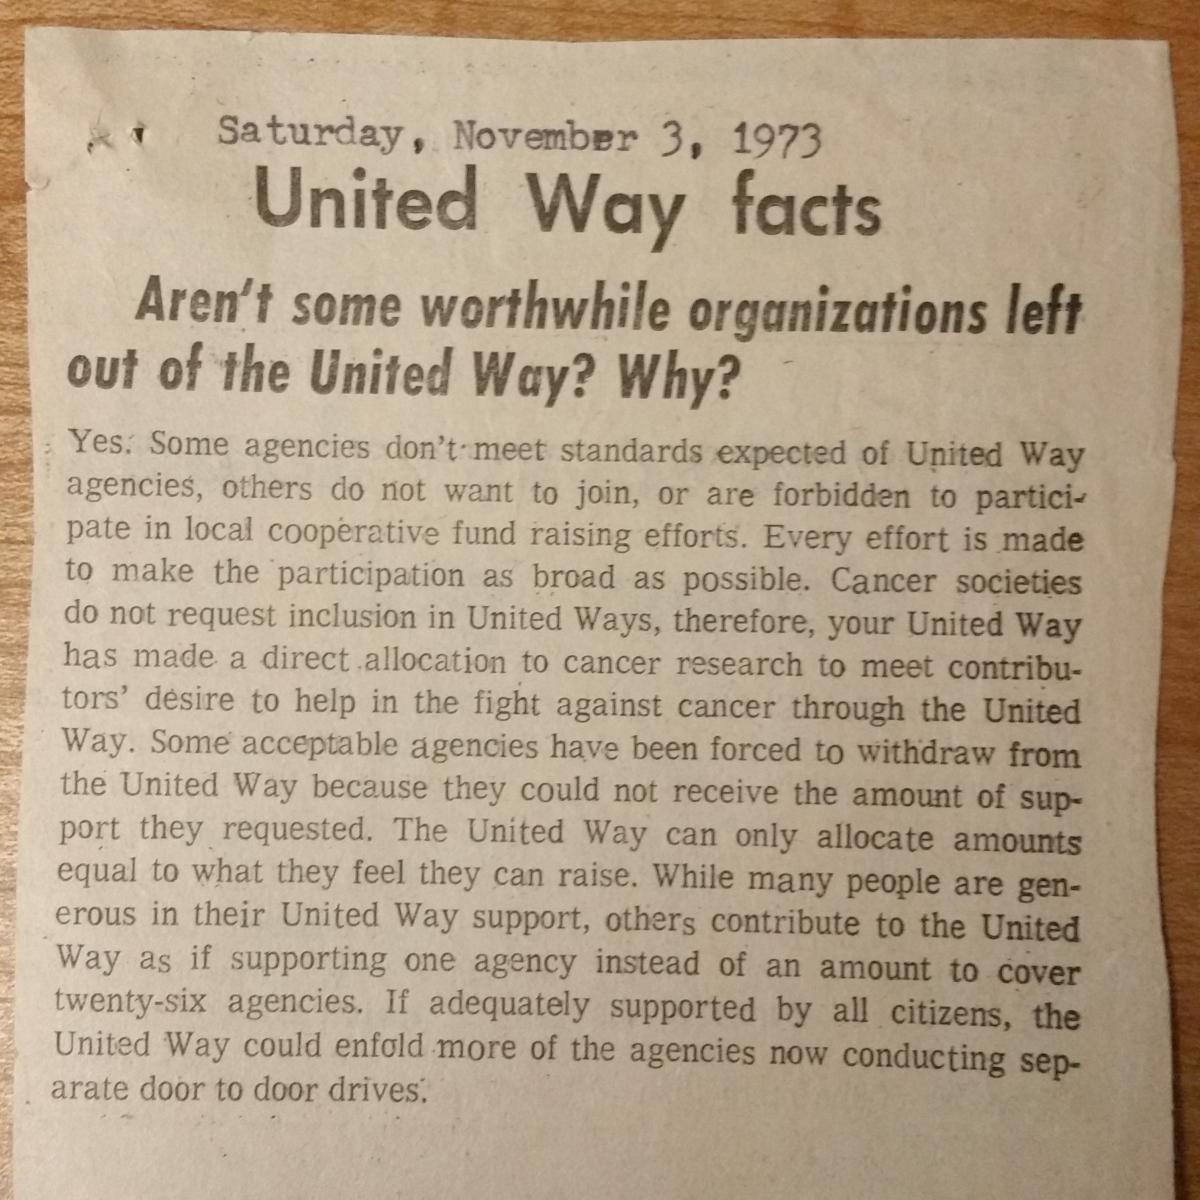 Saturday, November 3, 1973
United Way facts
Aren't some worthwhile organizations left
out of the United Way? Why?
Yes. Some agencies don't meet standards expected of United Way
agencies, others do not want to join, or are forbidden to partici-
pate in local cooperative fund raising efforts. Every effort is made
to make the participation as broad as possible. Cancer societies
do not request inclusion in United Ways, therefore, your United Way
has made a direct allocation to cancer research to meet contribu-
tors' desire to help in the fight against cancer through the United
Way. Some acceptable agencies have been forced to withdraw from
the United Way because they could not receive the amount of sup-
port they requested. The United Way can only allocate amounts
equal to what they feel they can raise. While many people are gen-
erous in their United Way support, others contribute to the United
Way as if supporting one agency instead of an amount to cover
twenty-six agencies. If adequately supported by all citizens, the
United Way could enfold more of the agencies now conducting sep-
arate door to door drives.